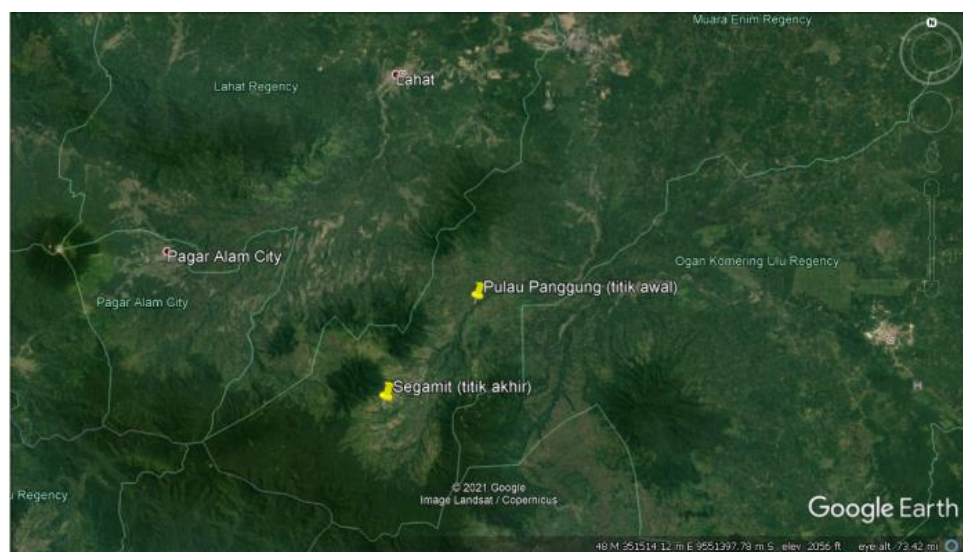 Muara Enim Regency
N
Lahat
Lahat Regency
Pagar Alam City
Ogan Komering Ulu Regency
Pulau Panggung (titik awal)
Pagar Alam City
Segamit (titik akhir)
H
© 2021 Google
Image Landsat / Copernicus
u Regency
Google Earth
48 M 351514.12 m E 9551397.78 m S elev 2056 ft eye alt 73.42 mi